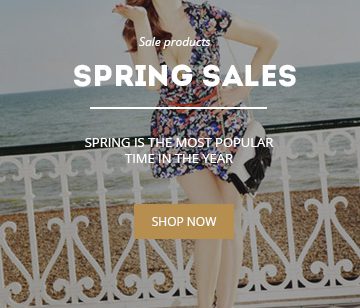 Sale products
SPRING SALES
SPRING IS THE MOST POPULAR
TIME IN THE YEAR
SHOP NOW